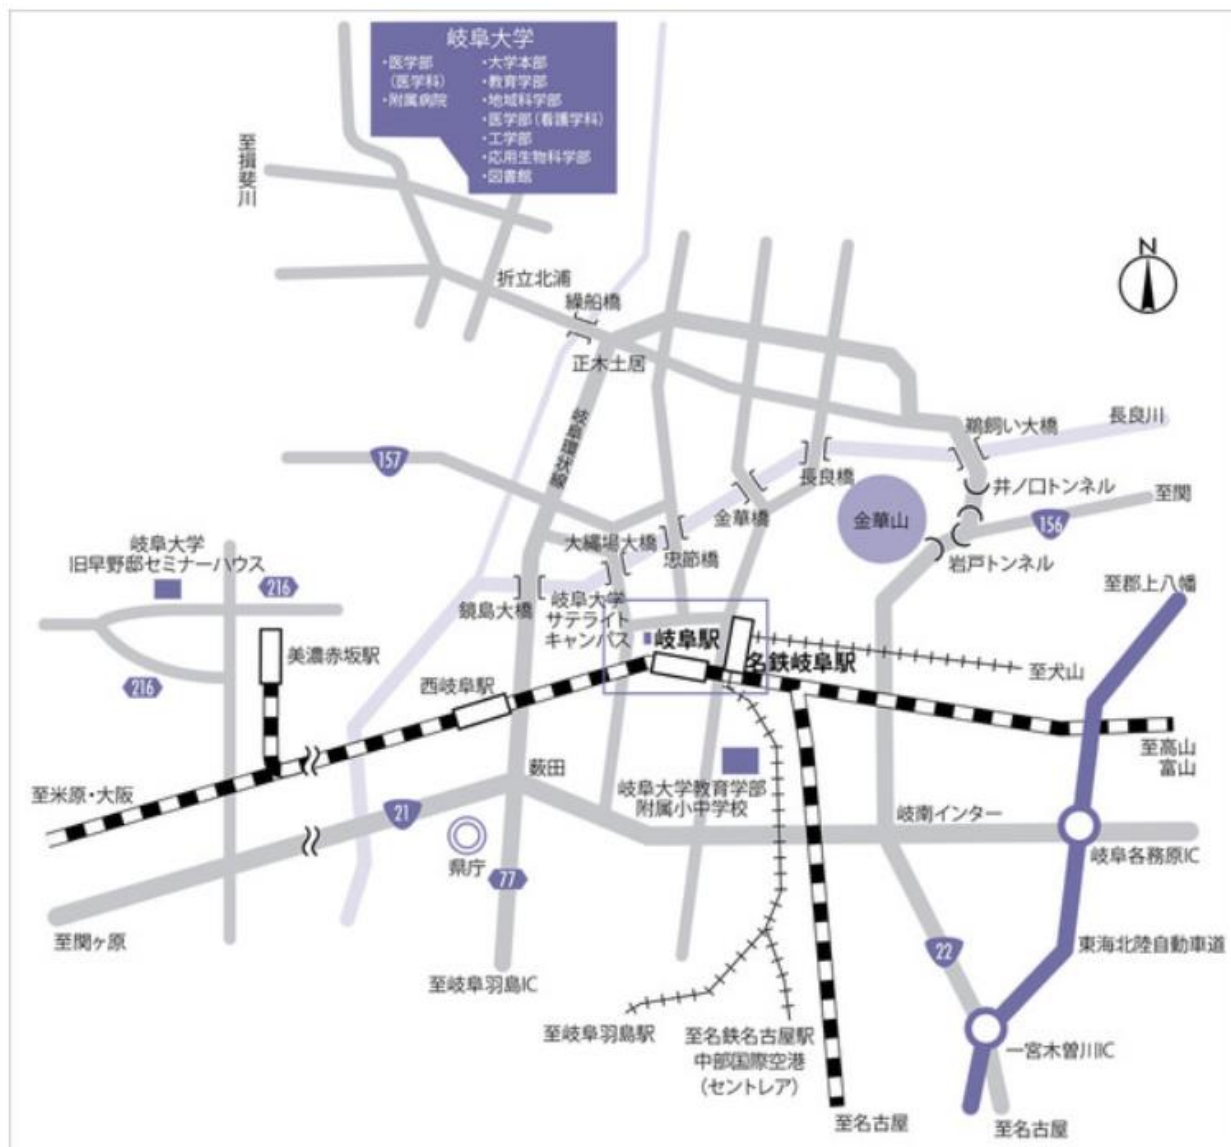 岐阜大学
・医学部
(医学科)
・附属病院
・大学本部
・教育学部
・地域科学部
・医学部(看護学科)
・工学部
・応用生物科学部
・図書館
至揖斐川
N
折立北浦
繰船橋
正木土居
岐阜環状線
鵜飼い大橋
長良川
157
長良橋
井ノ口トンネル
至関
金華橋
金華山
156
岐阜大学
旧早野邸セミナーハウス
大縄場大橋
忠節橋
岩戸トンネル
216
鏡島大橋
岐阜大学
サテライト
キャンパス
至郡上八幡
岐阜駅
美濃赤坂駅
名鉄岐阜駅
至犬山
216
西岐阜駅
至高山
富山
薮田
至米原・大阪
岐阜大学教育学部
附属小中学校
21
岐南インター
県庁
岐阜各務原IC
77
至関ヶ原
22
東海北陸自動車道
至岐阜羽島IC
至岐阜羽島駅
至名鉄名古屋駅
中部国際空港
(セントレア)
一宮木曽川IC
至名古屋
至名古屋